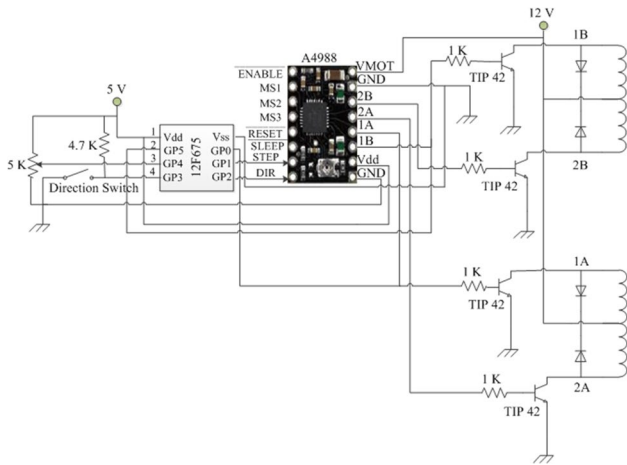 12 V
A4988
VMOT
GND
2B
2A
1A
1B
Vdd
GND
ENABLE
MS1
MS2
MS3
RESET
SLEEP
STEP
DIR
1 K
TIP 42
1B
5 V
4.7 K
5 K
Direction Switch
1
2
3
4
Vdd
GP5
GP4
GP3
12F675
Vss
GP0
GP1
GP2
1 K
TIP 42
2B
1 K
TIP 42
1A
1 K
TIP 42
2A